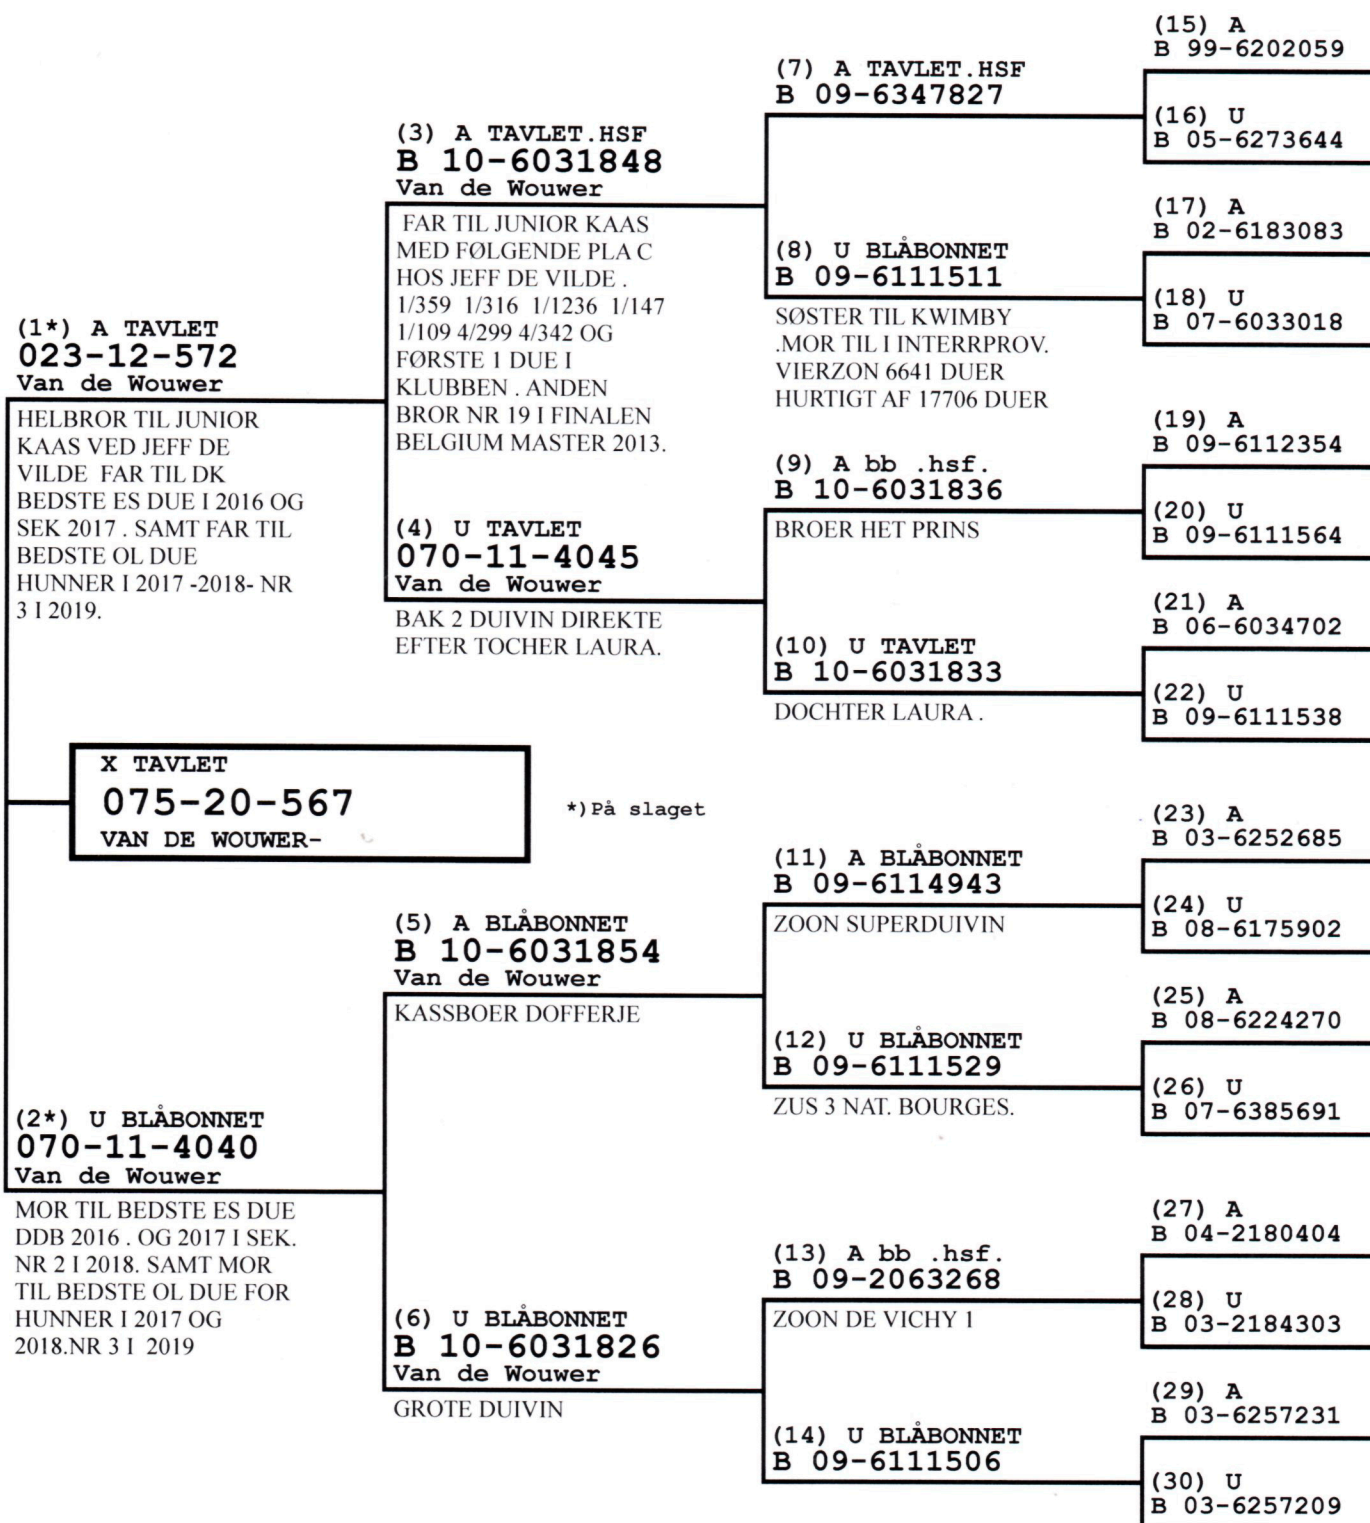 (1*) A TAVLET
023-12-572
Van de Wouwer
HELBROR TIL JUNIOR
KAAS VED JEFF DE
VILDE FAR TIL DK
BEDSTE ES DUE I 2016 OG
SEK 2017 . SAMT FAR TIL
BEDSTE OL DUE
HUNNER I 2017 -2018- NR
3 I 2019.
X TAVLET
075-20-567
VAN DE WOUWER-
*)På slaget
(2*) U BLÅBONNET
070-11-4040
Van de Wouwer
MOR TIL BEDSTE ES DUE
DDB 2016 . OG 2017 I SEK.
NR 2 I 2018. SAMT MOR
TIL BEDSTE OL DUE FOR
HUNNER I 2017 OG
2018.NR 3 I 2019
(3) A TAVLET.HSF
B 10-6031848
Van de Wouwer
FAR TIL JUNIOR KAAS
MED FØLGENDE PLA C
HOS JEFF DE VILDE .
1/359 1/316 1/1236 1/147
1/109 4/299 4/342 OG
FØRSTE 1 DUE I
KLUBBEN . ANDEN
BROR NR 19 I FINALEN
BELGIUM MASTER 2013.
(4) U TAVLET
070-11-4045
Van de Wouwer
BAK 2 DUIVIN DIREKTE
EFTER TOCHER LAURA.
(5) A BLÅBONNET
B 10-6031854
Van de Wouwer
KASSBOER DOFFERJE
(6) U BLÅBONNET
B 10-6031826
Van de Wouwer
GROTE DUIVIN
(7) A TAVLET.HSF
B 09-6347827
(8) U BLÅBONNET
B 09-6111511
SØSTER TIL KWIMBY
.MOR TIL I INTERRPROV.
VIERZON 6641 DUER
HURTIGT AF 17706 DUER
(9) A bb .hsf.
B 10-6031836
BROER HET PRINS
(10) U TAVLET
B 10-6031833
DOCHTER LAURA .
(11) A BLÅBONNET
B 09-6114943
ZOON SUPERDUIVIN
(12) U BLÅBONNET
B 09-6111529
ZUS 3 NAT. BOURGES.
(13) A bb .hsf.
B 09-2063268
ZOON DE VICHY 1
(14) U BLÅBONNET
B 09-6111506
(15) A
B 99-6202059
(16) U
B 05-6273644
(17) A
B 02-6183083
(18) U
B 07-6033018
(19) A
B 09-6112354
(20) U
B 09-6111564
(21) A
B 06-6034702
(22) U
B 09-6111538
(23) A
B 03-6252685
(24) U
B 08-6175902
(25) A
B 08-6224270
(26) U
B 07-6385691
(27) A
B 04-2180404
(28) U
B 03-2184303
(29) A
B 03-6257231
(30) U
B 03-6257209